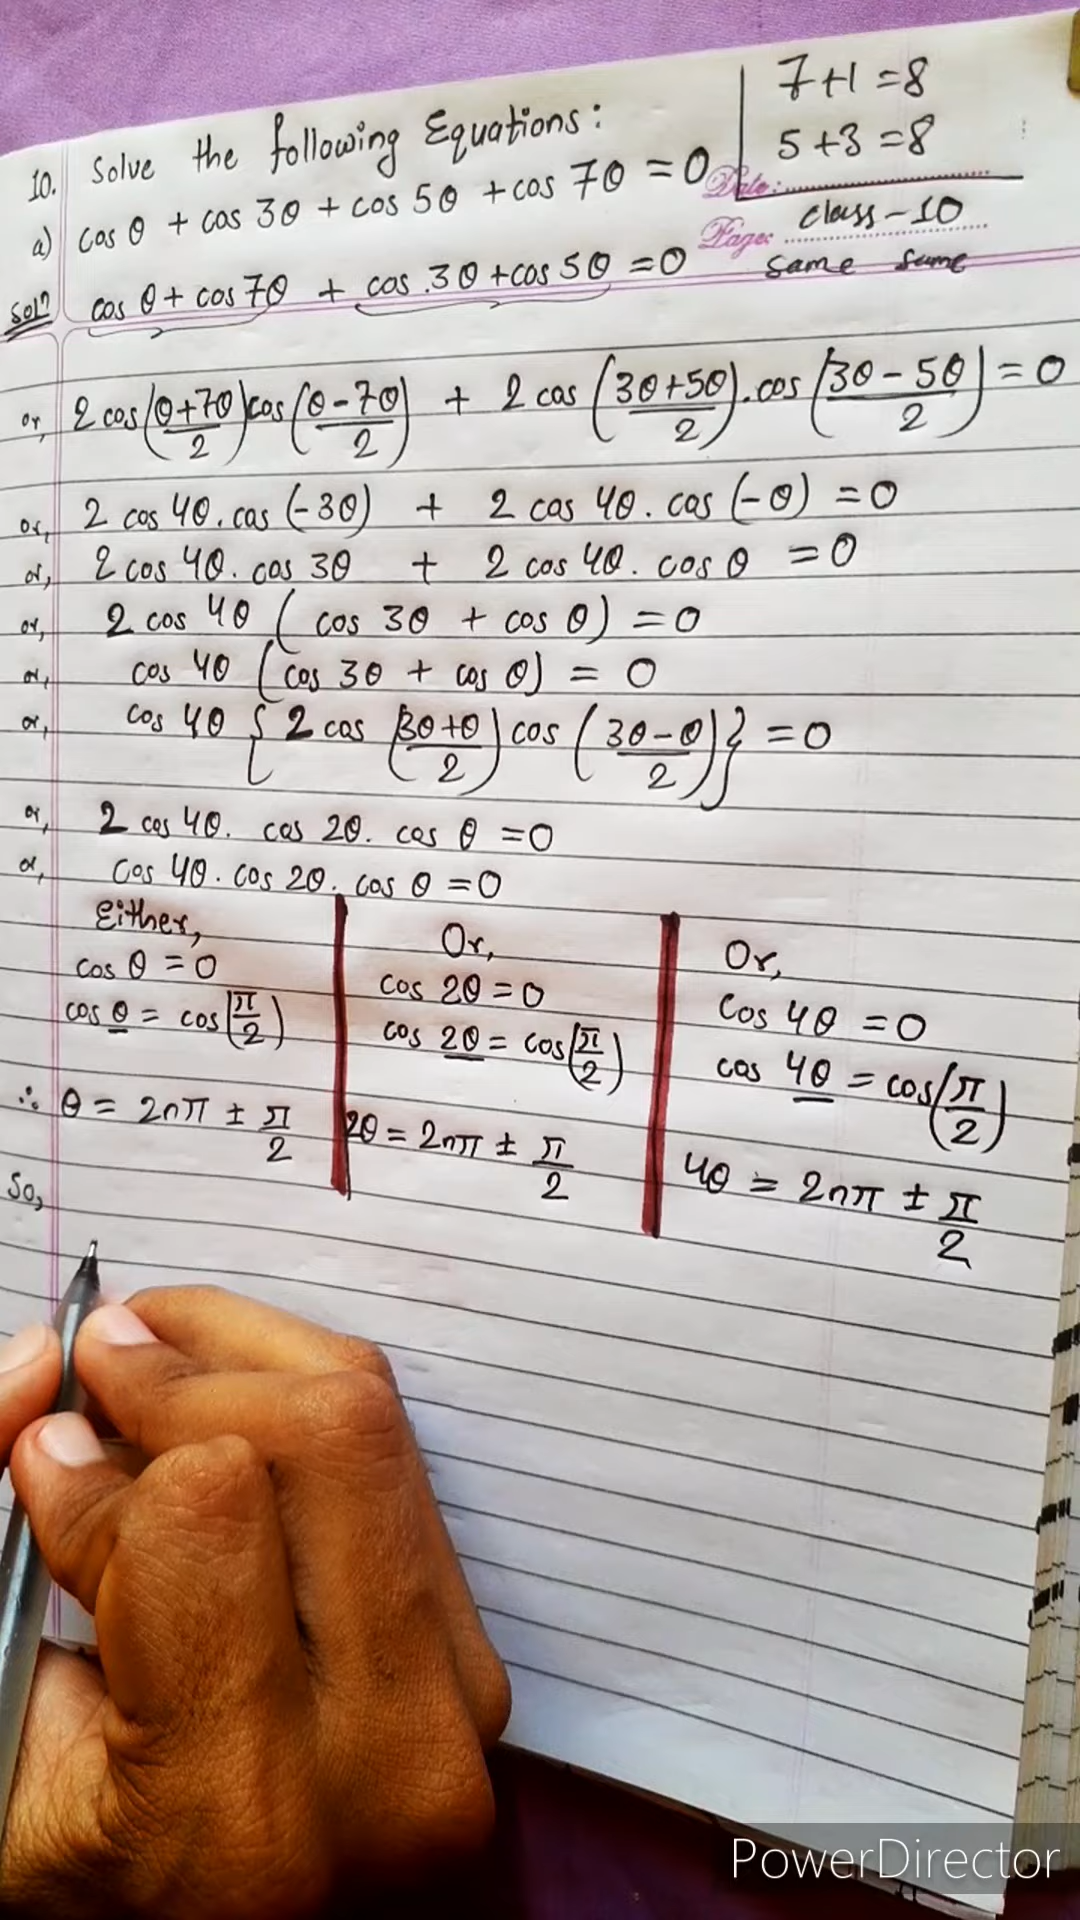 10. Solve the following Equations:
a) cos θ + cos 3θ + cos 5θ + cos 7θ = 0
7+1 = 8
5+3 = 8
Date:
Page:
class - 10
same same
Solⁿ cos θ + cos 7θ + cos 3θ + cos 5θ = 0
or, 2 cos((θ+7θ)/2) cos((θ-7θ)/2) + 2 cos((3θ+5θ)/2) . cos((3θ-5θ)/2) = 0
or, 2 cos 4θ. cos (-3θ) + 2 cos 4θ. cos (-θ) = 0
or, 2 cos 4θ. cos 3θ + 2 cos 4θ. cos θ = 0
or, 2 cos 4θ ( cos 3θ + cos θ) = 0
or, cos 4θ (cos 3θ + cos θ) = 0
or, cos 4θ { 2 cos ((3θ+θ)/2) cos ((3θ-θ)/2)} = 0
or, 2 cos 4θ. cos 2θ. cos θ = 0
or, cos 4θ. cos 2θ. cos θ = 0
Either,
cos θ = 0
cos θ = cos(π/2)
∴ θ = 2nπ ± π/2
Or,
cos 2θ = 0
cos 2θ = cos(π/2)
2θ = 2nπ ± π/2
Or,
Cos 4θ = 0
cos 4θ = cos(π/2)
4θ = 2nπ ± π/2
So,
PowerDirector